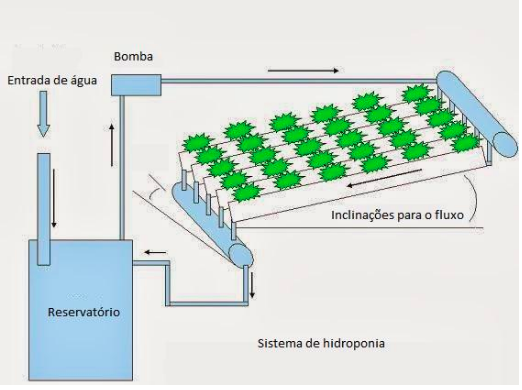 Bomba
Entrada de água
Inclinações para o fluxo
Reservatório
Sistema de hidroponia